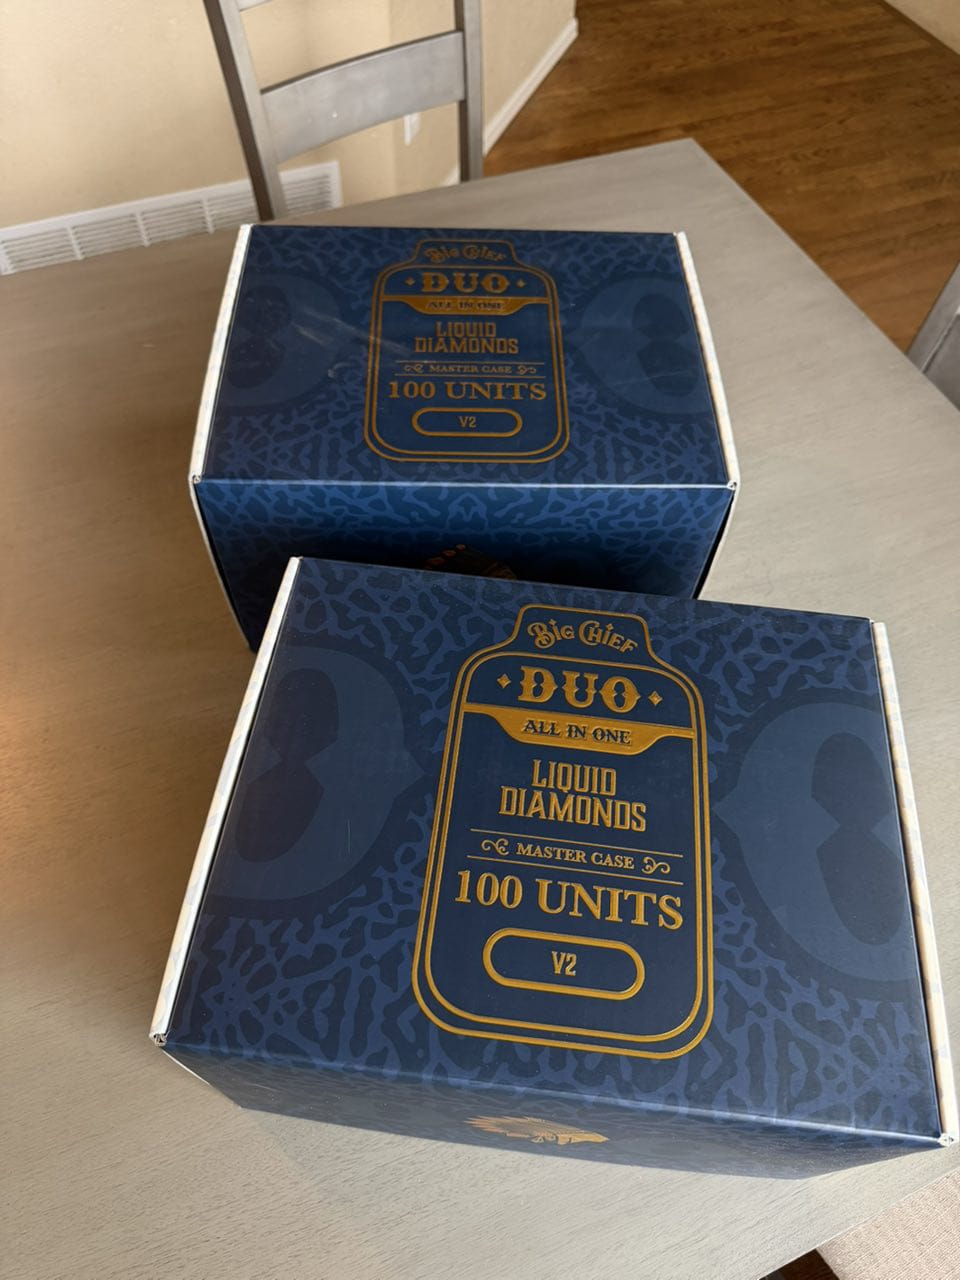 Big Chief
DUO
ALL IN ONE
LIQUID
DIAMONDS
MASTER CASE
100 UNITS
V2
Big Chief
DUO
ALL IN ONE
LIQUID
DIAMONDS
MASTER CASE
100 UNITS
V2